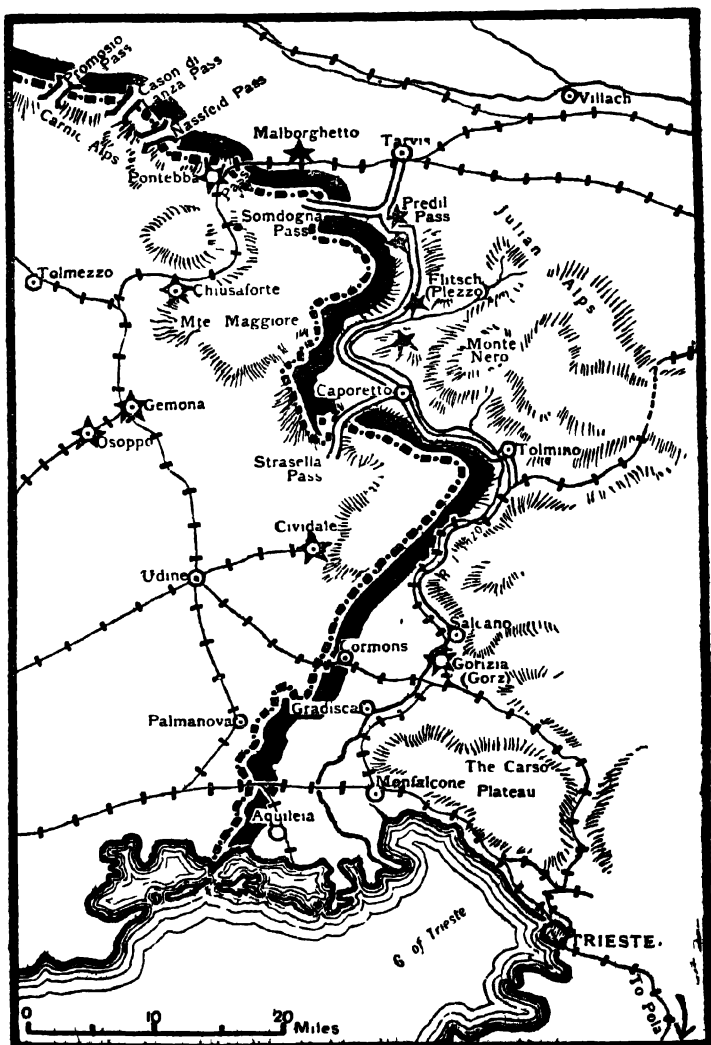 Promosio
Pass
Cason di
Lanza Pass
Nassfeld Pass
Carnic Alps
Villach
Malborghetto
Tarvis
Pontebba
Pass
Predil
Pass
Somdogna
Pass
Julian
Alps
Tolmezzo
Flitsch
(Plezzo)
Chiusaforte
Mte Maggiore
Monte
Nero
Caporetto
Gemona
Osoppo
Tolmino
Strasella
Pass
Cividale
R. Isonzo
Udine
Salcano
Cormons
Gorizia
(Gorz)
Gradisca
Palmanova
The Carso
Plateau
Monfalcone
Aquileia
G of Trieste
TRIESTE.
To Pola
0 10 20
Miles